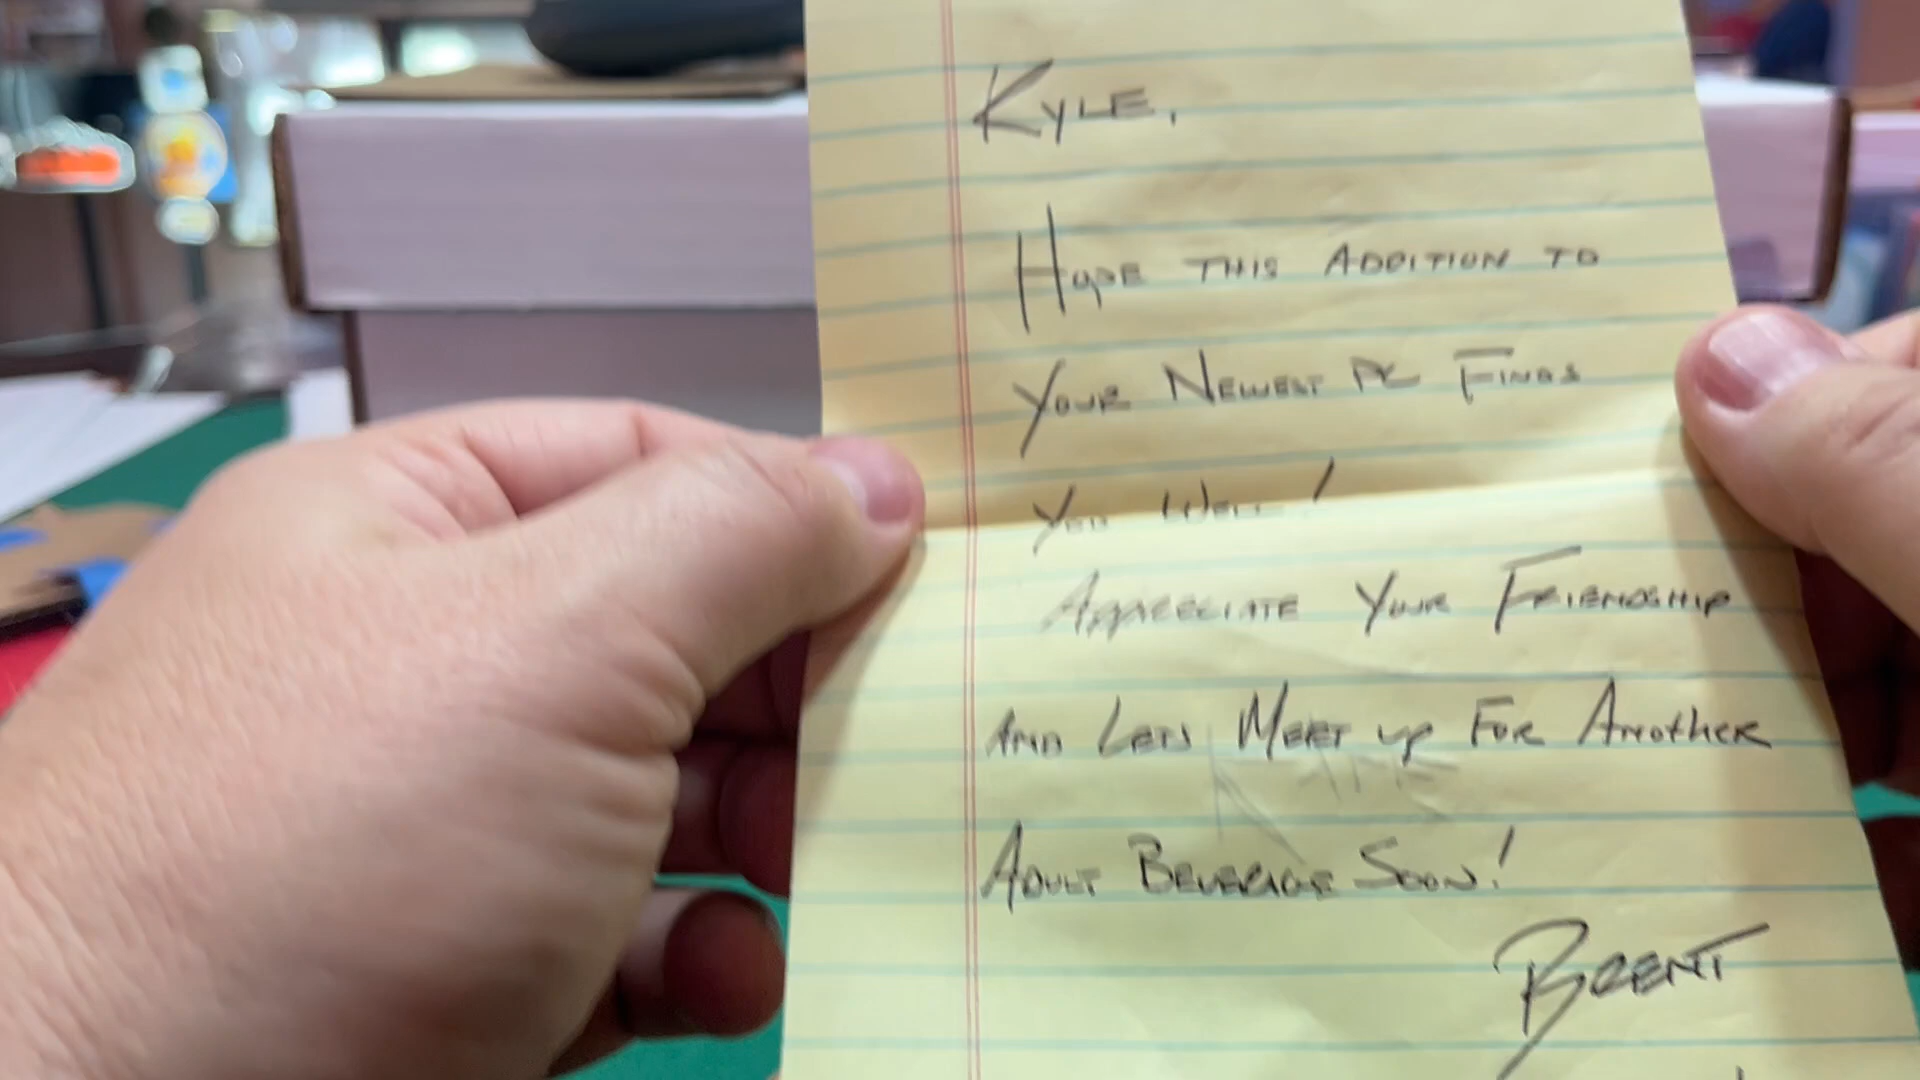 Kyle,
Hope this addition to
your newest PC finds
you well!
Appreciate your friendship
and lets meet up for another
adult beverage soon!
Brent